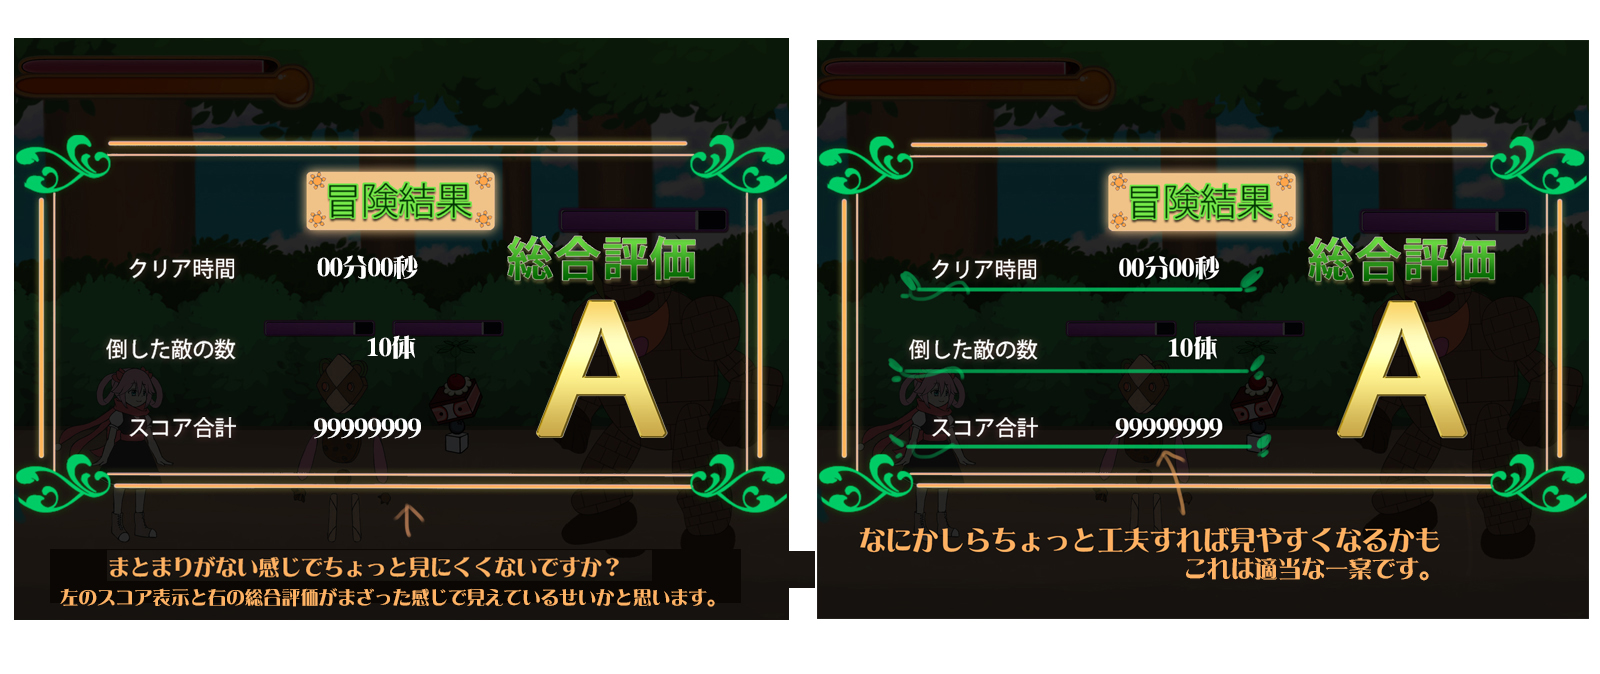 冒険結果
総合評価
クリア時間 00分00秒
倒した敵の数 10体
A
スコア合計 99999999
まとまりがない感じでちょっと見にくくないですか？
左のスコア表示と右の総合評価がまざった感じで見えているせいかと思います。
冒険結果
総合評価
クリア時間 00分00秒
倒した敵の数 10体
A
スコア合計 99999999
なにかしらちょっと工夫すれば見やすくなるかも
これは適当な一案です。